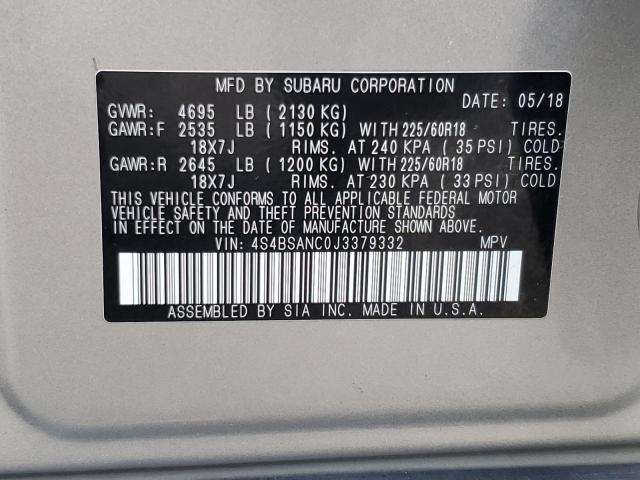 MFD BY SUBARU CORPORATION
DATE: 05/18
GVWR: 4695 LB ( 2130 KG)
GAWR:F 2535 LB ( 1150 KG) WITH 225/60R18 TIRES.
18X7J RIMS. AT 240 KPA ( 35 PSI) COLD
GAWR:R 2645 LB ( 1200 KG) WITH 225/60R18 TIRES.
18X7J RIMS. AT 230 KPA ( 33 PSI) COLD
THIS VEHICLE CONFORMS TO ALL APPLICABLE FEDERAL MOTOR
VEHICLE SAFETY AND THEFT PREVENTION STANDARDS
IN EFFECT ON THE DATE OF MANUFACTURE SHOWN ABOVE.
VIN: 4S4BSANC0J3379332 MPV
ASSEMBLED BY SIA INC. MADE IN U.S.A.